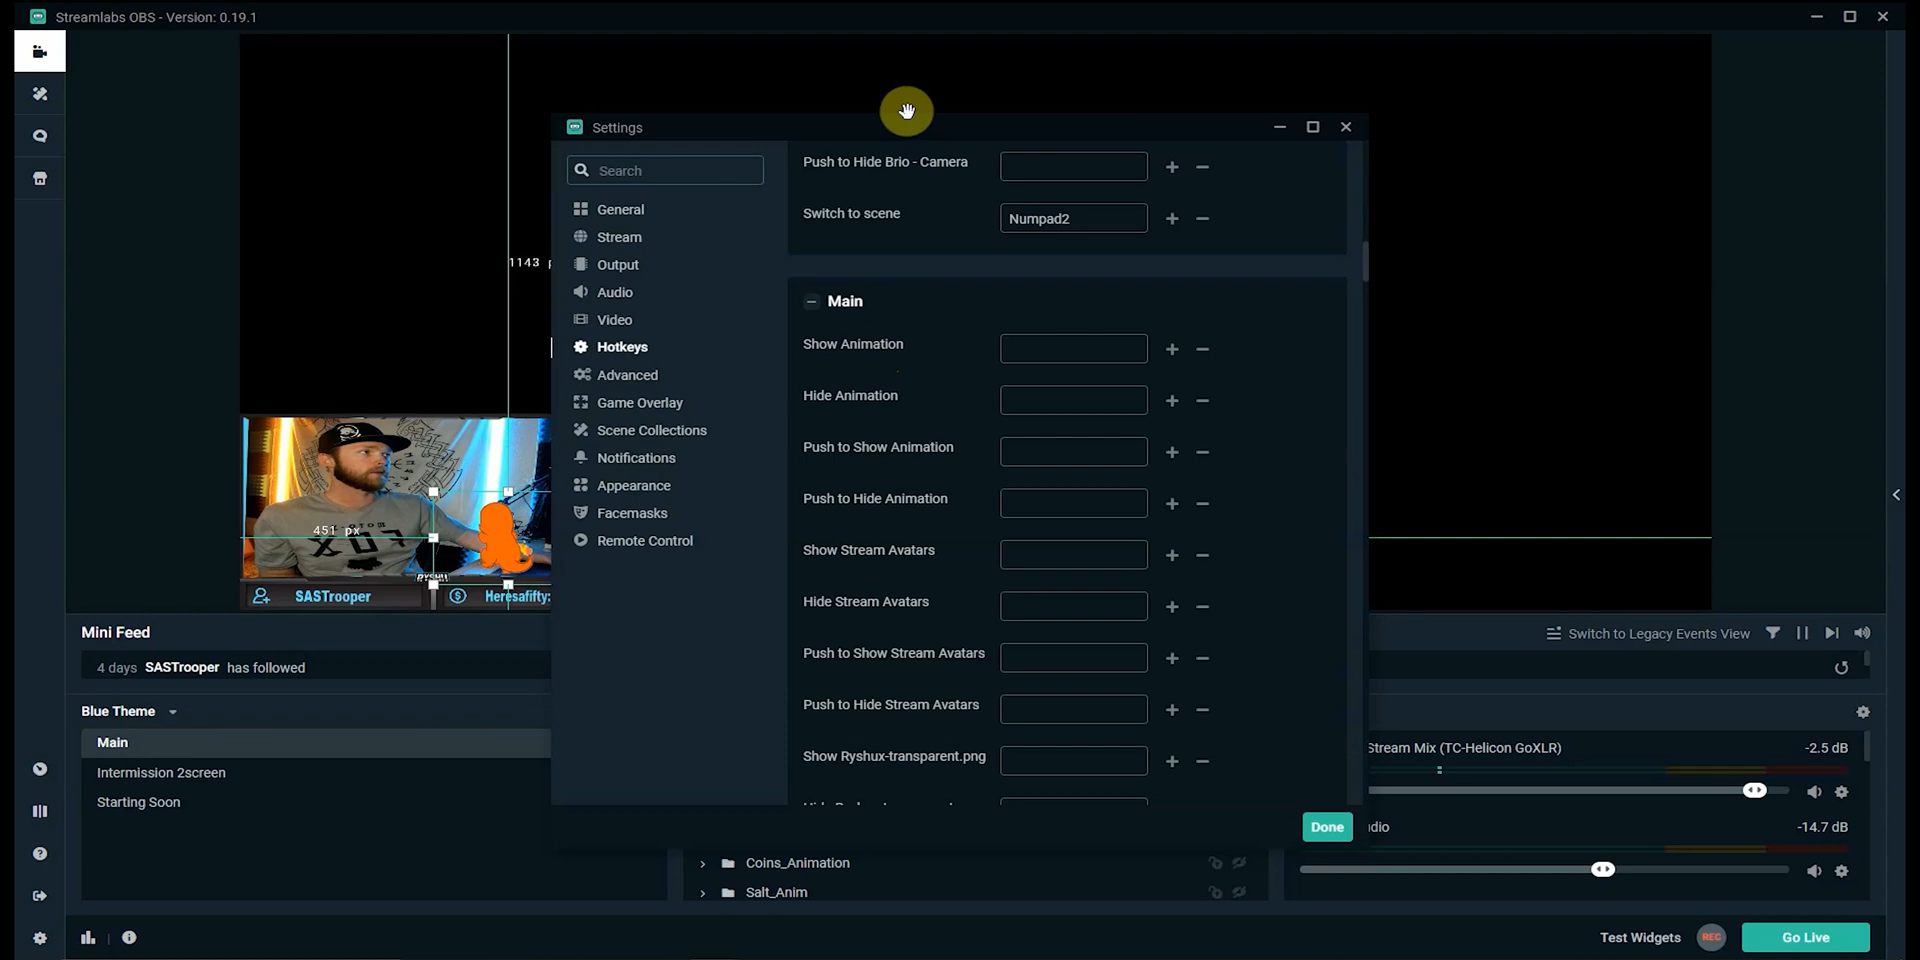 Streamlabs OBS - Version: 0.19.1
Settings
Search
General
Stream
Output
Audio
Video
Hotkeys
Advanced
Game Overlay
Scene Collections
Notifications
Appearance
Facemasks
Remote Control
Push to Hide Brio - Camera
Switch to scene
Numpad2
Main
Show Animation
Hide Animation
Push to Show Animation
Push to Hide Animation
Show Stream Avatars
Hide Stream Avatars
Push to Show Stream Avatars
Push to Hide Stream Avatars
Show Ryshux-transparent.png
Done
1143 p
451 px
RYSHU
SASTrooper
Heresafifty:
Mini Feed
Switch to Legacy Events View
4 days SASTrooper has followed
Blue Theme
Main
Intermission 2screen
Starting Soon
Coins_Animation
Salt_Anim
Stream Mix (TC-Helicon GoXLR)
-2.5 dB
dio
-14.7 dB
Test Widgets
REC
Go Live